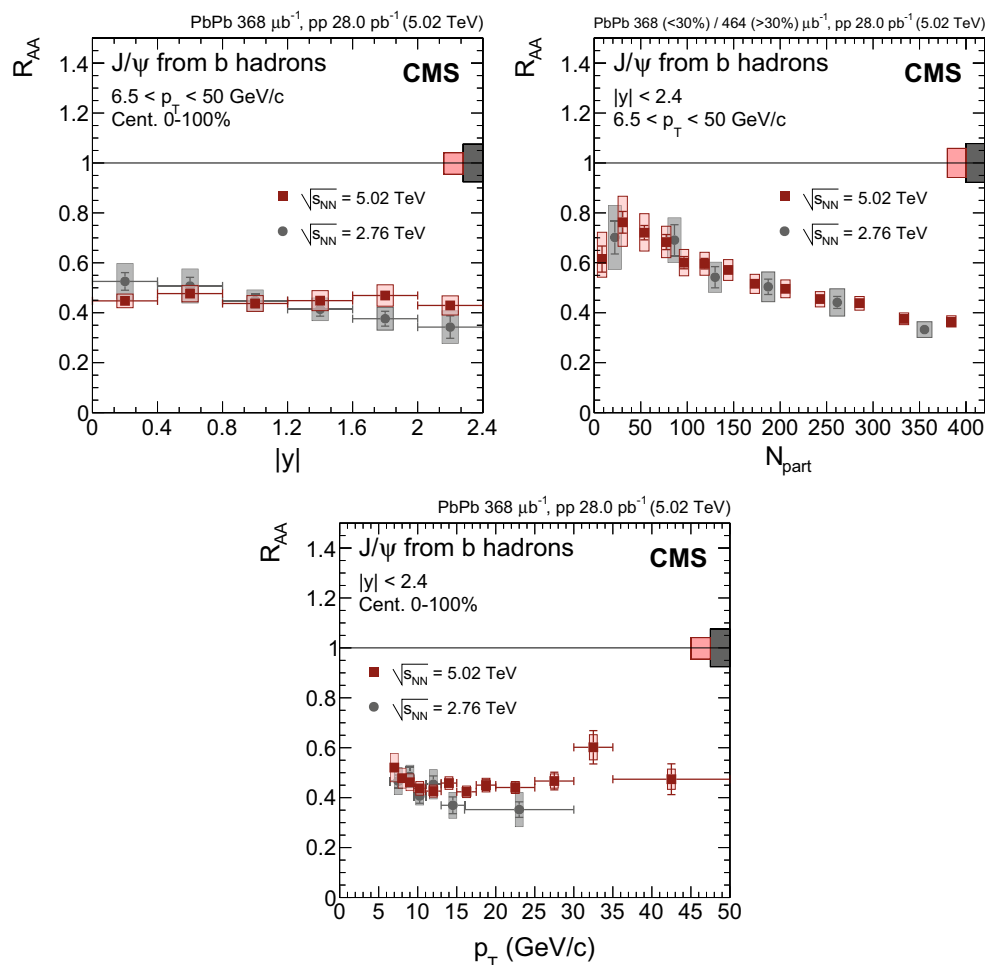 PbPb 368 μb⁻¹, pp 28.0 pb⁻¹ (5.02 TeV)
R_AA
1.4
1.2
1
0.8
0.6
0.4
0.2
0
J/ψ from b hadrons
CMS
6.5 < p_T < 50 GeV/c
Cent. 0-100%
√s_NN = 5.02 TeV
√s_NN = 2.76 TeV
0 0.4 0.8 1.2 1.6 2 2.4
|y|
PbPb 368 (<30%) / 464 (>30%) μb⁻¹, pp 28.0 pb⁻¹ (5.02 TeV)
R_AA
1.4
1.2
1
0.8
0.6
0.4
0.2
0
J/ψ from b hadrons
CMS
|y| < 2.4
6.5 < p_T < 50 GeV/c
√s_NN = 5.02 TeV
√s_NN = 2.76 TeV
0 50 100 150 200 250 300 350 400
N_part
PbPb 368 μb⁻¹, pp 28.0 pb⁻¹ (5.02 TeV)
R_AA
1.4
1.2
1
0.8
0.6
0.4
0.2
0
J/ψ from b hadrons
CMS
|y| < 2.4
Cent. 0-100%
√s_NN = 5.02 TeV
√s_NN = 2.76 TeV
0 5 10 15 20 25 30 35 40 45 50
p_T (GeV/c)